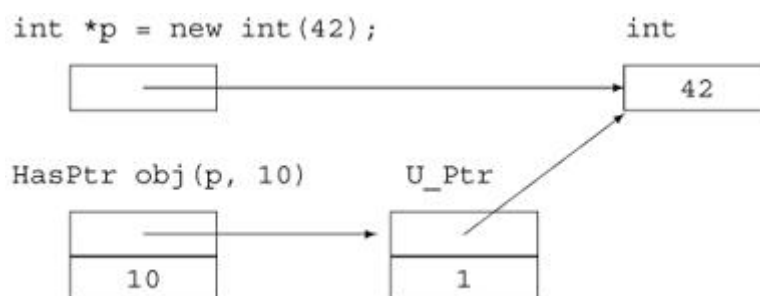 int *p = new int(42);
int
42
HasPtr obj(p, 10)
U_Ptr
10
1